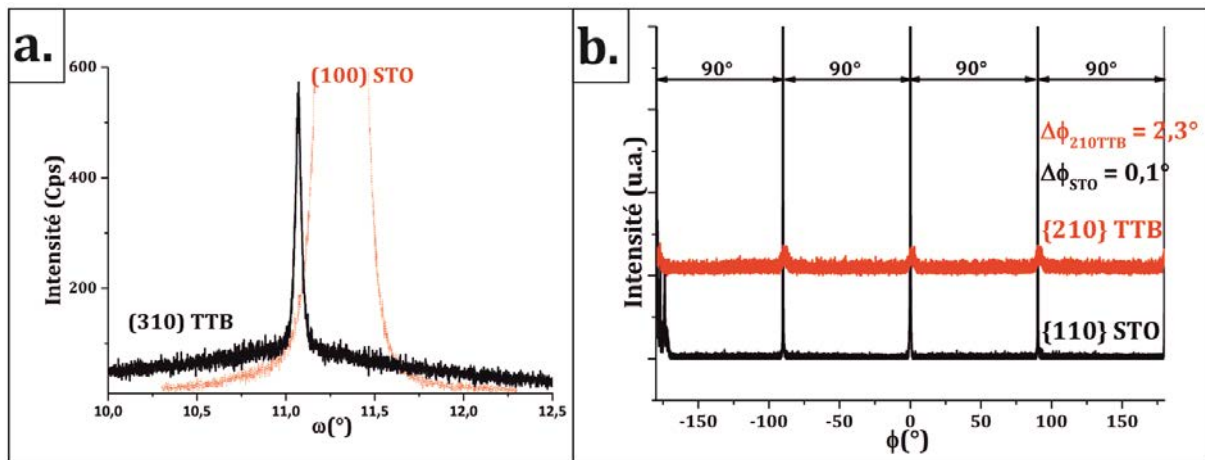 a.
600
400
200
Intensité (Cps)
(100) STO
(310) TTB
10,0 10,5 11,0 11,5 12,0 12,5
ω(°)
b.
90° 90° 90° 90°
Δϕ210TTB = 2,3°
ΔϕSTO = 0,1°
{210} TTB
{110} STO
Intensité (u.a.)
-150 -100 -50 0 50 100 150
ϕ(°)